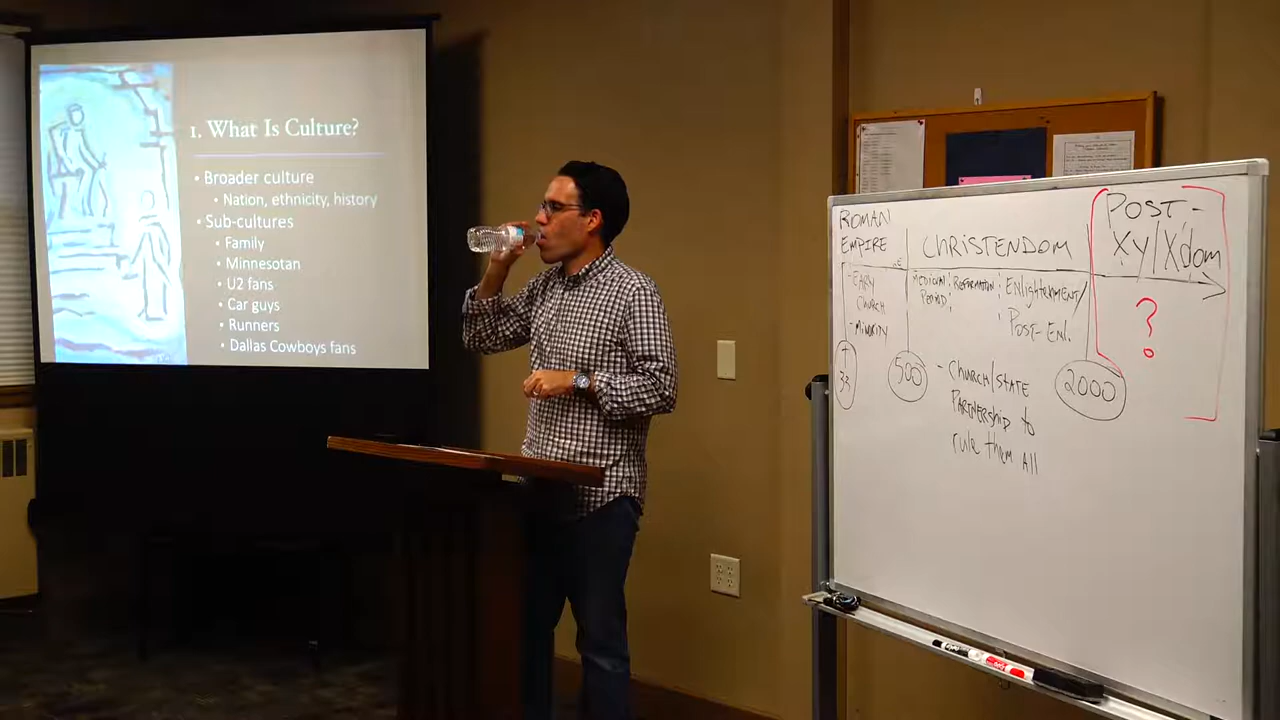 1. What Is Culture?
• Broader culture
• Nation, ethnicity, history
• Sub-cultures
• Family
• Minnesotan
• U2 fans
• Car guys
• Runners
• Dallas Cowboys fans
ROMAN
EMPIRE
- EARLY
CHURCH
33
CHRISTENDOM
PERIOD
REFORMATION
ENLIGHTENMENT/
POST-ENL.
500
- CHURCH/STATE
PARTNERSHIP to
rule them All
2000
POST-
Xy/X'dom
?